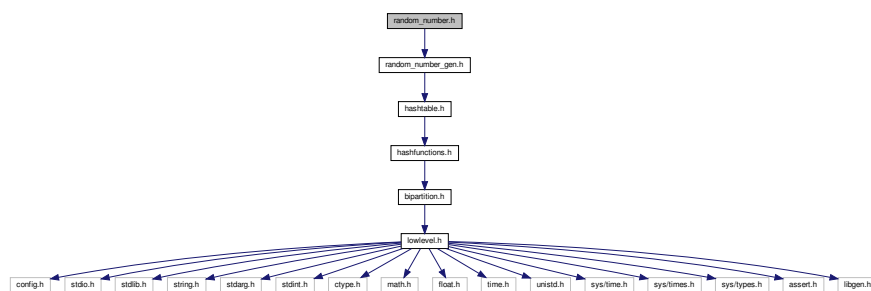 random_number.h
random_number_gen.h
hashtable.h
hashfunctions.h
bipartition.h
lowlevel.h
config.h stdio.h stdlib.h string.h stdarg.h stdint.h ctype.h math.h float.h time.h unistd.h sys/time.h sys/times.h sys/types.h assert.h libgen.h